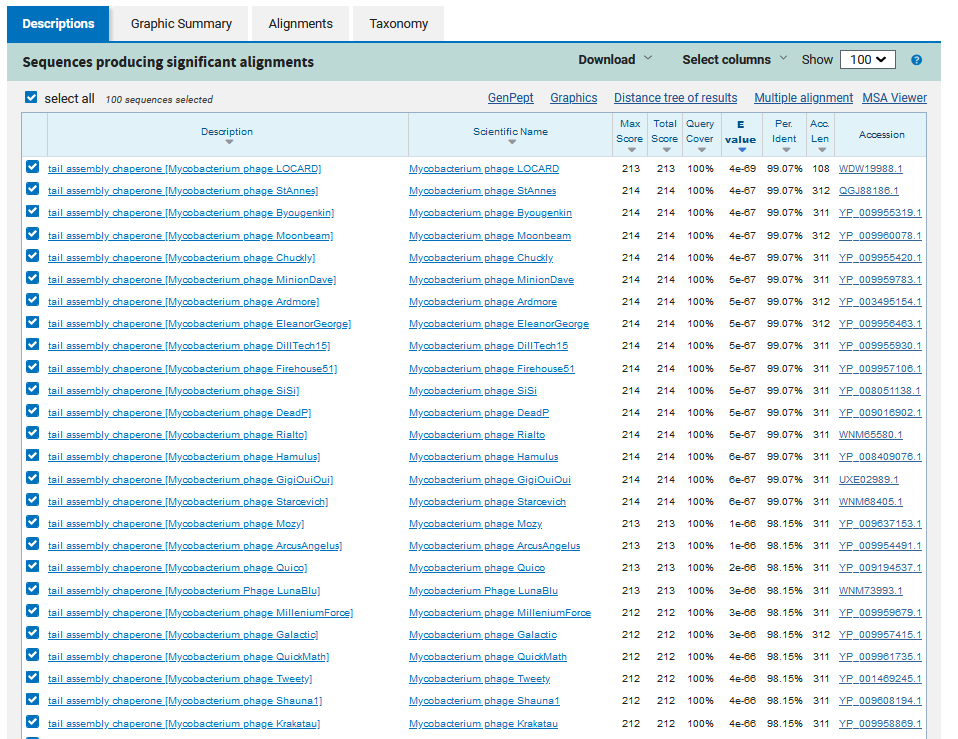 Descriptions Graphic Summary Alignments Taxonomy
Sequences producing significant alignments Download Select columns Show 100 ?
select all 100 sequences selected GenPept Graphics Distance tree of results Multiple alignment MSA Viewer
Description Scientific Name Max Score Total Score Query Cover E value Per. Ident Acc. Len Accession
tail assembly chaperone [Mycobacterium phage LOCARD] Mycobacterium phage LOCARD 213 213 100% 4e-69 99.07% 108 WDW19988.1
tail assembly chaperone [Mycobacterium phage StAnnes] Mycobacterium phage StAnnes 214 214 100% 4e-67 99.07% 312 QGJ88186.1
tail assembly chaperone [Mycobacterium phage Byougenkin] Mycobacterium phage Byougenkin 214 214 100% 4e-67 99.07% 311 YP_009955319.1
tail assembly chaperone [Mycobacterium phage Moonbeam] Mycobacterium phage Moonbeam 214 214 100% 4e-67 99.07% 312 YP_009960078.1
tail assembly chaperone [Mycobacterium phage Chuckly] Mycobacterium phage Chuckly 214 214 100% 4e-67 99.07% 311 YP_009955420.1
tail assembly chaperone [Mycobacterium phage MinionDave] Mycobacterium phage MinionDave 214 214 100% 5e-67 99.07% 311 YP_009959783.1
tail assembly chaperone [Mycobacterium phage Ardmore] Mycobacterium phage Ardmore 214 214 100% 5e-67 99.07% 312 YP_003495154.1
tail assembly chaperone [Mycobacterium phage EleanorGeorge] Mycobacterium phage EleanorGeorge 214 214 100% 5e-67 99.07% 312 YP_009956463.1
tail assembly chaperone [Mycobacterium phage DillTech15] Mycobacterium phage DillTech15 214 214 100% 5e-67 99.07% 311 YP_009955930.1
tail assembly chaperone [Mycobacterium phage Firehouse51] Mycobacterium phage Firehouse51 214 214 100% 5e-67 99.07% 311 YP_009957106.1
tail assembly chaperone [Mycobacterium phage SiSi] Mycobacterium phage SiSi 214 214 100% 5e-67 99.07% 311 YP_008051138.1
tail assembly chaperone [Mycobacterium phage DeadP] Mycobacterium phage DeadP 214 214 100% 5e-67 99.07% 311 YP_009016902.1
tail assembly chaperone [Mycobacterium phage Rialto] Mycobacterium phage Rialto 214 214 100% 5e-67 99.07% 311 WNM65580.1
tail assembly chaperone [Mycobacterium phage Hamulus] Mycobacterium phage Hamulus 214 214 100% 6e-67 99.07% 311 YP_008409076.1
tail assembly chaperone [Mycobacterium phage GigiOuiOui] Mycobacterium phage GigiOuiOui 214 214 100% 6e-67 99.07% 311 UXE02989.1
tail assembly chaperone [Mycobacterium phage Starcevich] Mycobacterium phage Starcevich 214 214 100% 6e-67 99.07% 311 WNM68405.1
tail assembly chaperone [Mycobacterium phage Mozy] Mycobacterium phage Mozy 213 213 100% 1e-66 98.15% 311 YP_009637153.1
tail assembly chaperone [Mycobacterium phage ArcusAngelus] Mycobacterium phage ArcusAngelus 213 213 100% 1e-66 98.15% 311 YP_009954491.1
tail assembly chaperone [Mycobacterium phage Quico] Mycobacterium phage Quico 213 213 100% 2e-66 98.15% 311 YP_009194537.1
tail assembly chaperone [Mycobacterium Phage LunaBlu] Mycobacterium Phage LunaBlu 213 213 100% 3e-66 98.15% 311 WNM73993.1
tail assembly chaperone [Mycobacterium phage MilleniumForce] Mycobacterium phage MilleniumForce 212 212 100% 3e-66 98.15% 311 YP_009959679.1
tail assembly chaperone [Mycobacterium phage Galactic] Mycobacterium phage Galactic 212 212 100% 3e-66 98.15% 312 YP_009957415.1
tail assembly chaperone [Mycobacterium phage QuickMath] Mycobacterium phage QuickMath 212 212 100% 4e-66 98.15% 311 YP_009961735.1
tail assembly chaperone [Mycobacterium phage Tweety] Mycobacterium phage Tweety 212 212 100% 4e-66 98.15% 311 YP_001469245.1
tail assembly chaperone [Mycobacterium phage Shauna1] Mycobacterium phage Shauna1 212 212 100% 4e-66 98.15% 311 YP_009608194.1
tail assembly chaperone [Mycobacterium phage Krakatau] Mycobacterium phage Krakatau 212 212 100% 4e-66 98.15% 311 YP_009958869.1